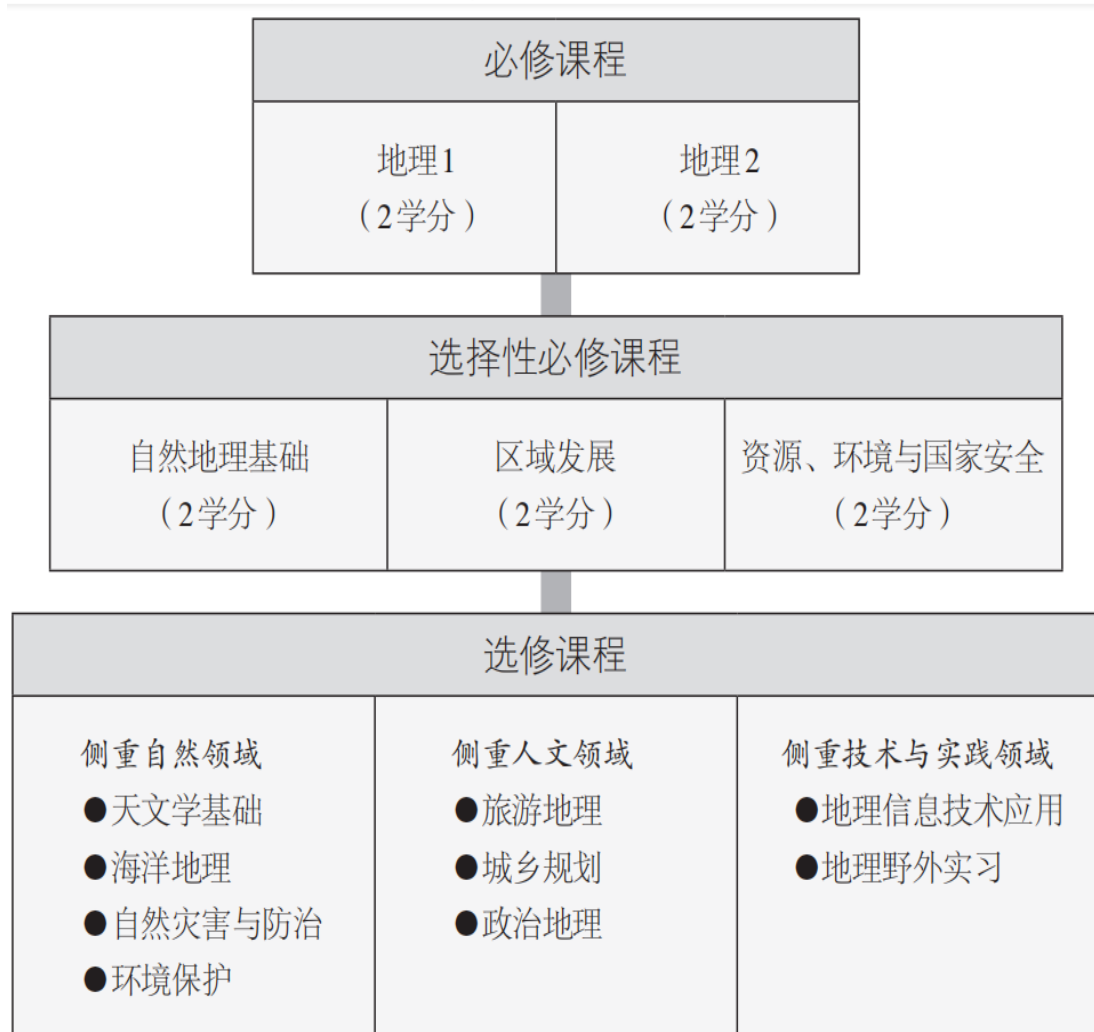 必修课程
地理1
（2学分）
地理2
（2学分）
选择性必修课程
自然地理基础
（2学分）
区域发展
（2学分）
资源、环境与国家安全
（2学分）
选修课程
侧重自然领域
●天文学基础
●海洋地理
●自然灾害与防治
●环境保护
侧重人文领域
●旅游地理
●城乡规划
●政治地理
侧重技术与实践领域
●地理信息技术应用
●地理野外实习